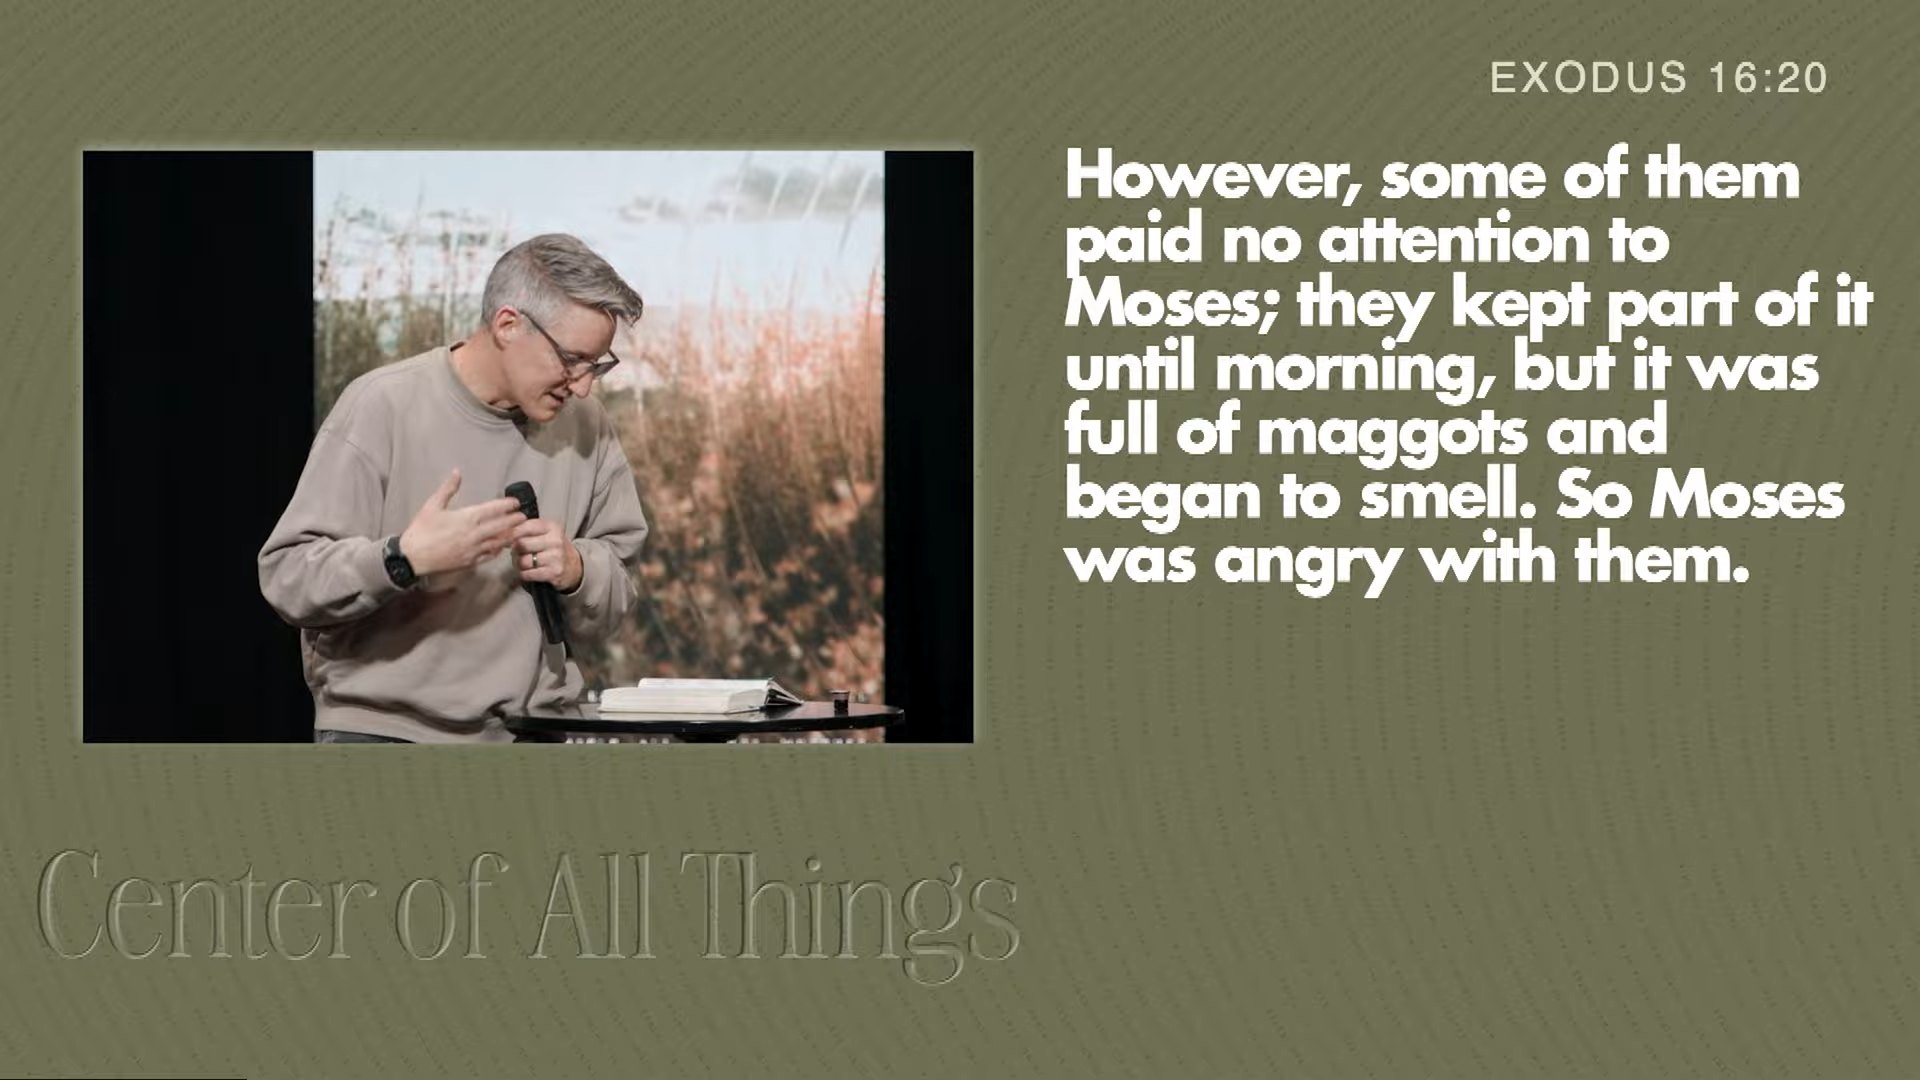 EXODUS 16:20
However, some of them
paid no attention to
Moses; they kept part of it
until morning, but it was
full of maggots and
began to smell. So Moses
was angry with them.
Center of All Things